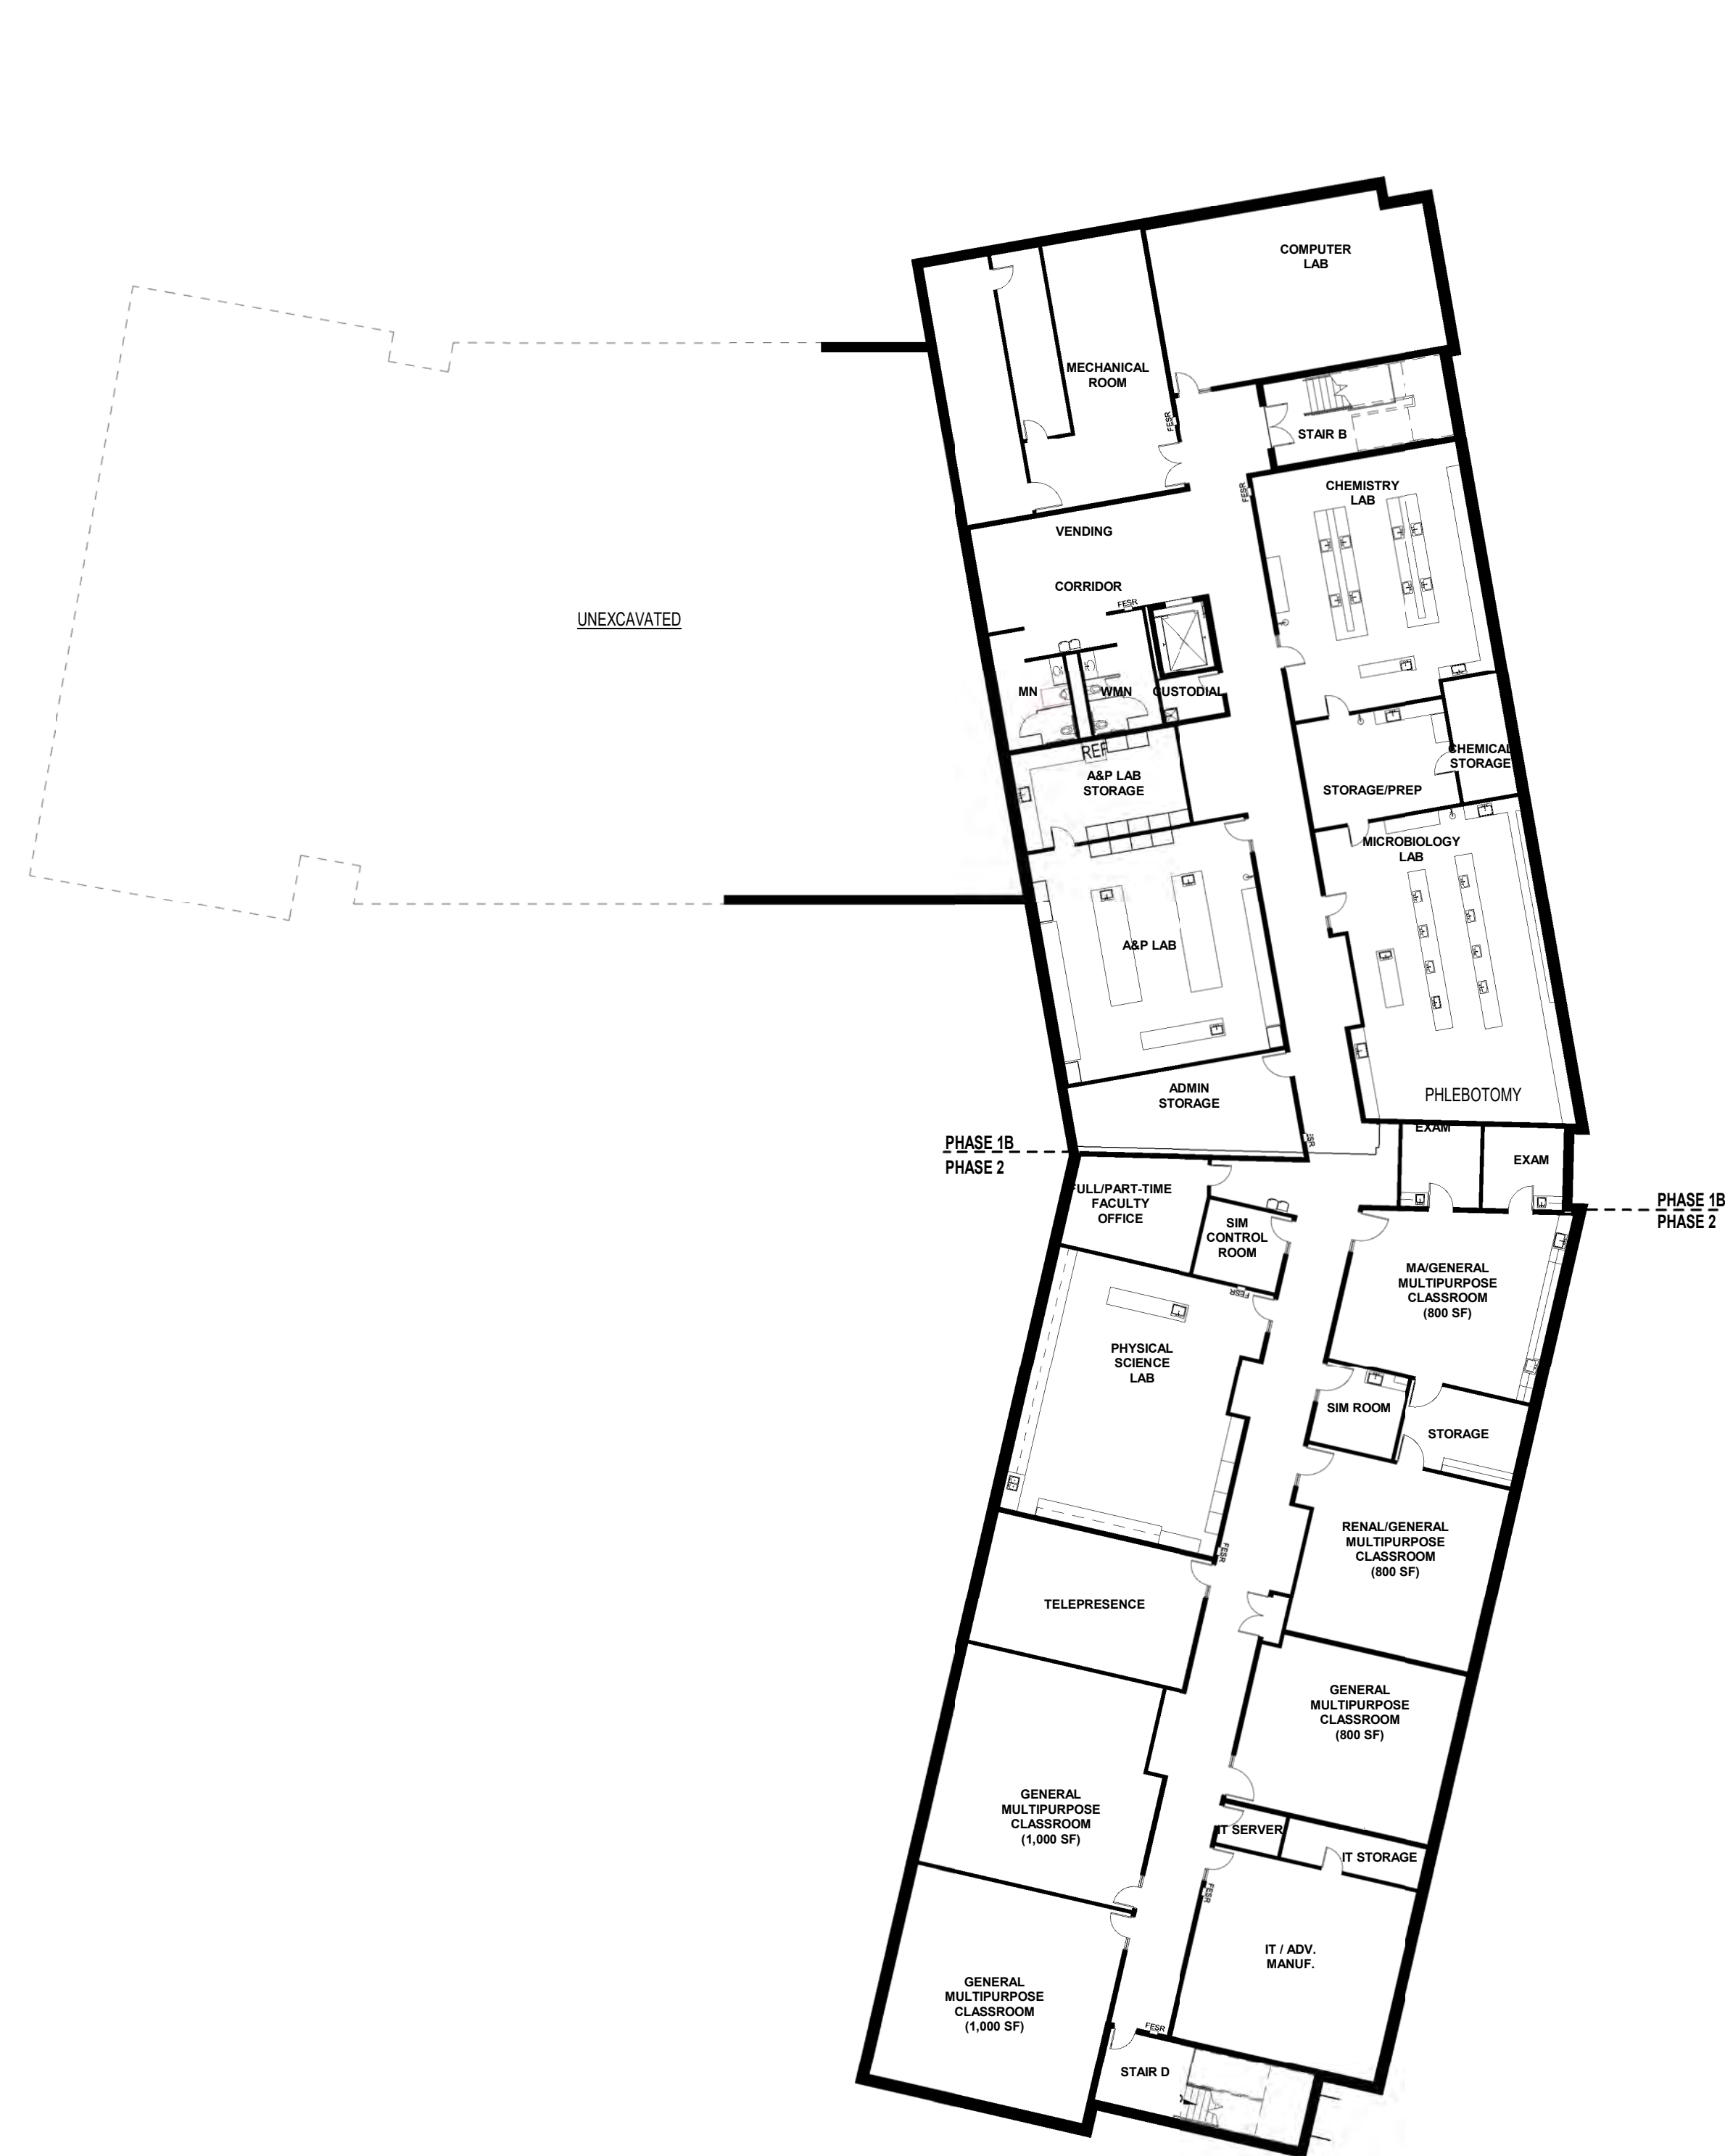 COMPUTER
LAB
MECHANICAL
ROOM
FESR
STAIR B
CHEMISTRY
LAB
FESR
VENDING
CORRIDOR
FESR
UNEXCAVATED
MN
WMN
CUSTODIAL
REF
A&P LAB
STORAGE
CHEMICAL
STORAGE
STORAGE/PREP
MICROBIOLOGY
LAB
A&P LAB
PHLEBOTOMY
ADMIN
STORAGE
EXAM
EXAM
PHASE 1B
PHASE 2
PHASE 1B
PHASE 2
FULL/PART-TIME
FACULTY
OFFICE
SIM
CONTROL
ROOM
FESR
MA/GENERAL
MULTIPURPOSE
CLASSROOM
(800 SF)
PHYSICAL
SCIENCE
LAB
SIM ROOM
STORAGE
RENAL/GENERAL
MULTIPURPOSE
CLASSROOM
(800 SF)
FESR
TELEPRESENCE
GENERAL
MULTIPURPOSE
CLASSROOM
(800 SF)
GENERAL
MULTIPURPOSE
CLASSROOM
(1,000 SF)
IT SERVER
IT STORAGE
FESR
IT / ADV.
MANUF.
GENERAL
MULTIPURPOSE
CLASSROOM
(1,000 SF)
FESR
STAIR D